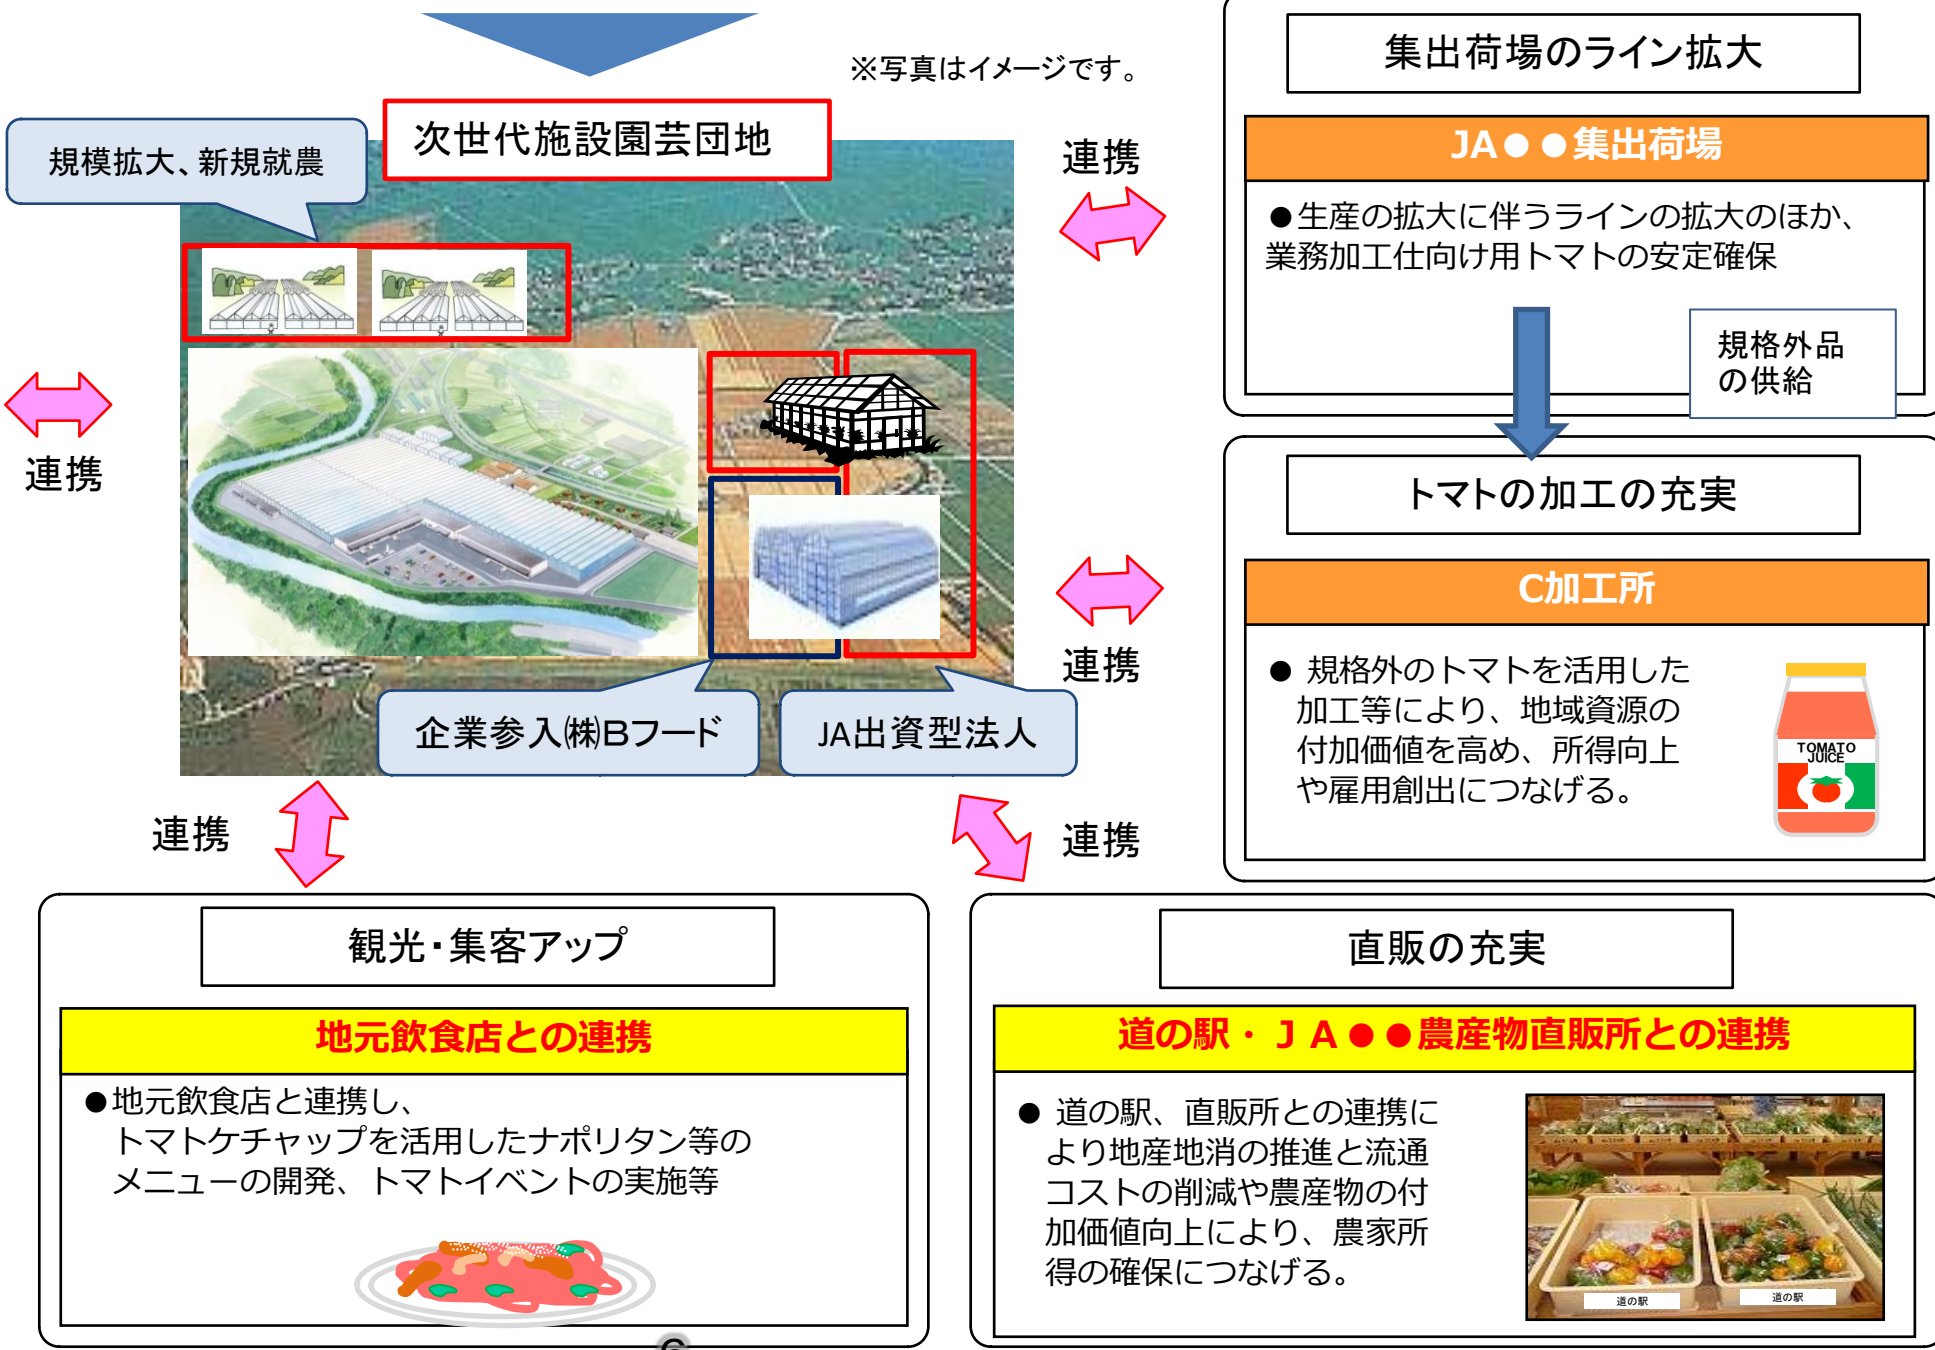 ※写真はイメージです。
次世代施設園芸団地
規模拡大、新規就農
連携
連携
企業参入㈱Bフード
JA出資型法人
連携
連携
連携
集出荷場のライン拡大
JA●●集出荷場
●生産の拡大に伴うラインの拡大のほか、
業務加工仕向け用トマトの安定確保
規格外品
の供給
トマトの加工の充実
C加工所
● 規格外のトマトを活用した
加工等により、地域資源の
付加価値を高め、所得向上
や雇用創出につなげる。
TOMATO
JUICE
観光・集客アップ
地元飲食店との連携
●地元飲食店と連携し、
トマトケチャップを活用したナポリタン等の
メニューの開発、トマトイベントの実施等
直販の充実
道の駅・ＪＡ●●農産物直販所との連携
● 道の駅、直販所との連携に
より地産地消の推進と流通
コストの削減や農産物の付
加価値向上により、農家所
得の確保につなげる。
道の駅
道の駅